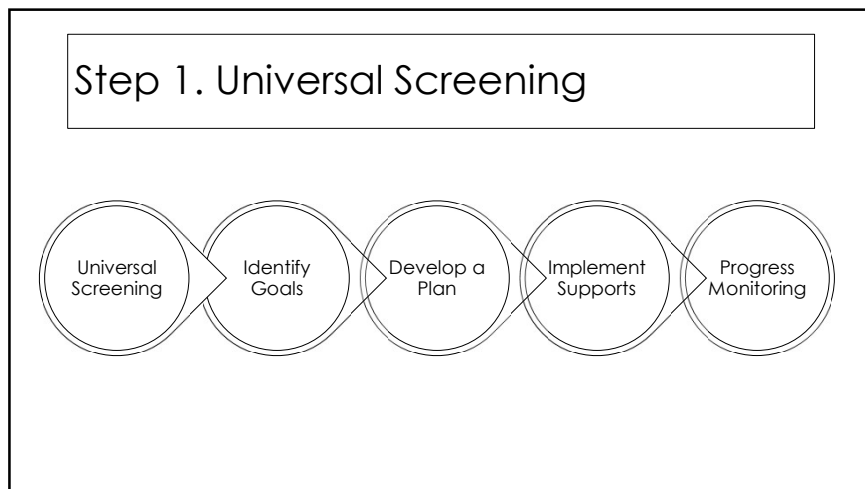 Step 1. Universal Screening
Universal
Screening
Identify
Goals
Develop a
Plan
Implement
Supports
Progress
Monitoring